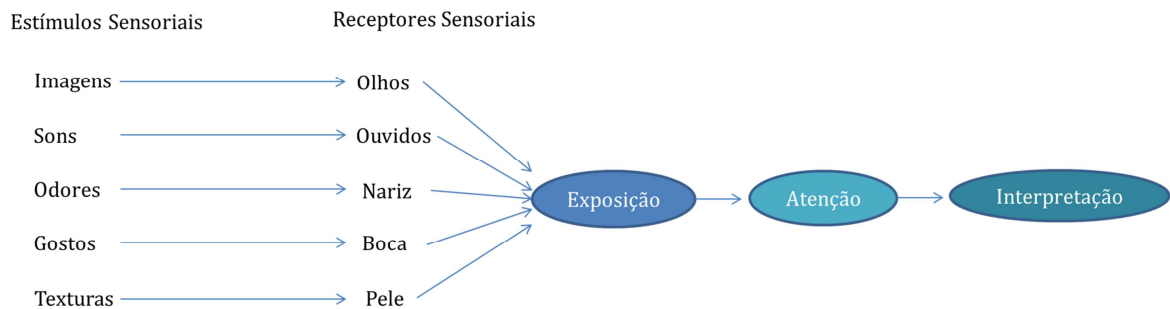 Estímulos Sensoriais
Receptores Sensoriais
Imagens
Olhos
Sons
Ouvidos
Odores
Nariz
Exposição
Atenção
Interpretação
Gostos
Boca
Texturas
Pele